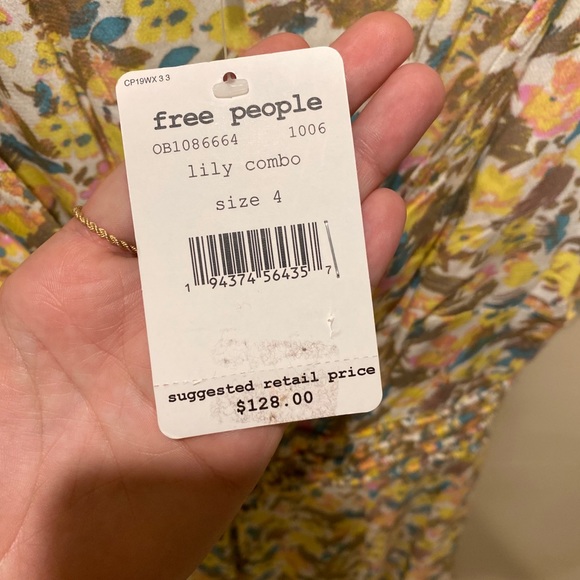 CP19WX 3 3
free people
OB1086664 1006
lily combo
size 4
1 94374 56435 7
suggested retail price
$128.00